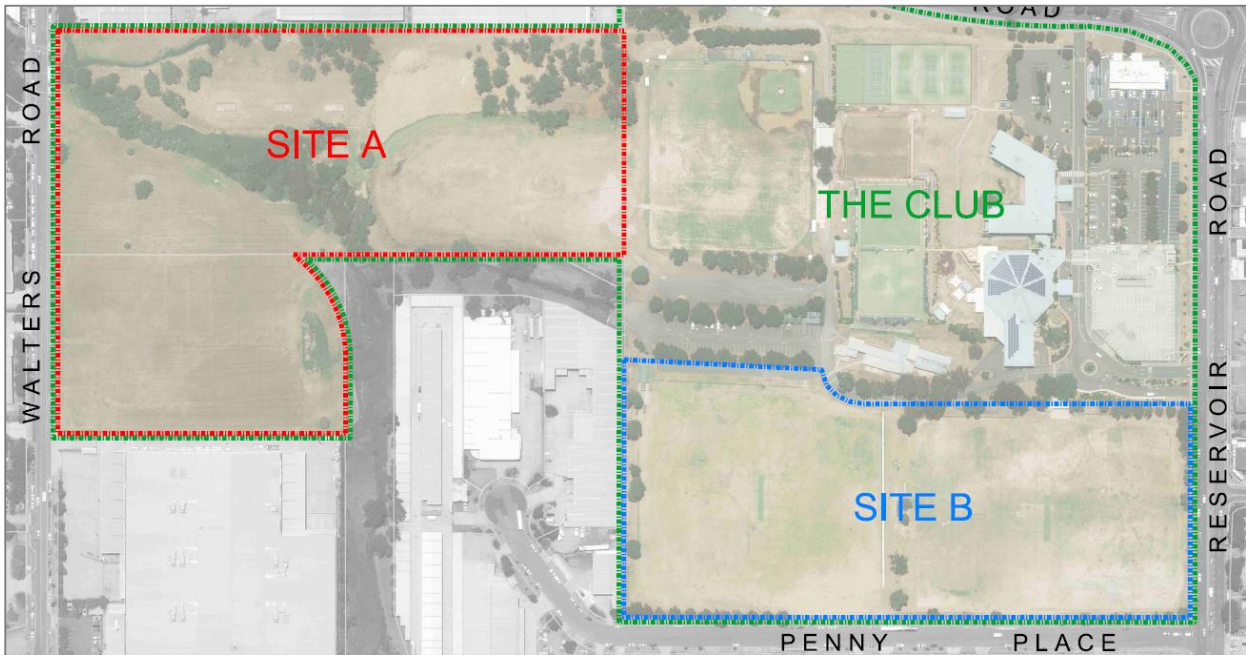 ROAD
WALTERS ROAD
SITE A
THE CLUB
SITE B
RESERVOIR ROAD
PENNY PLACE